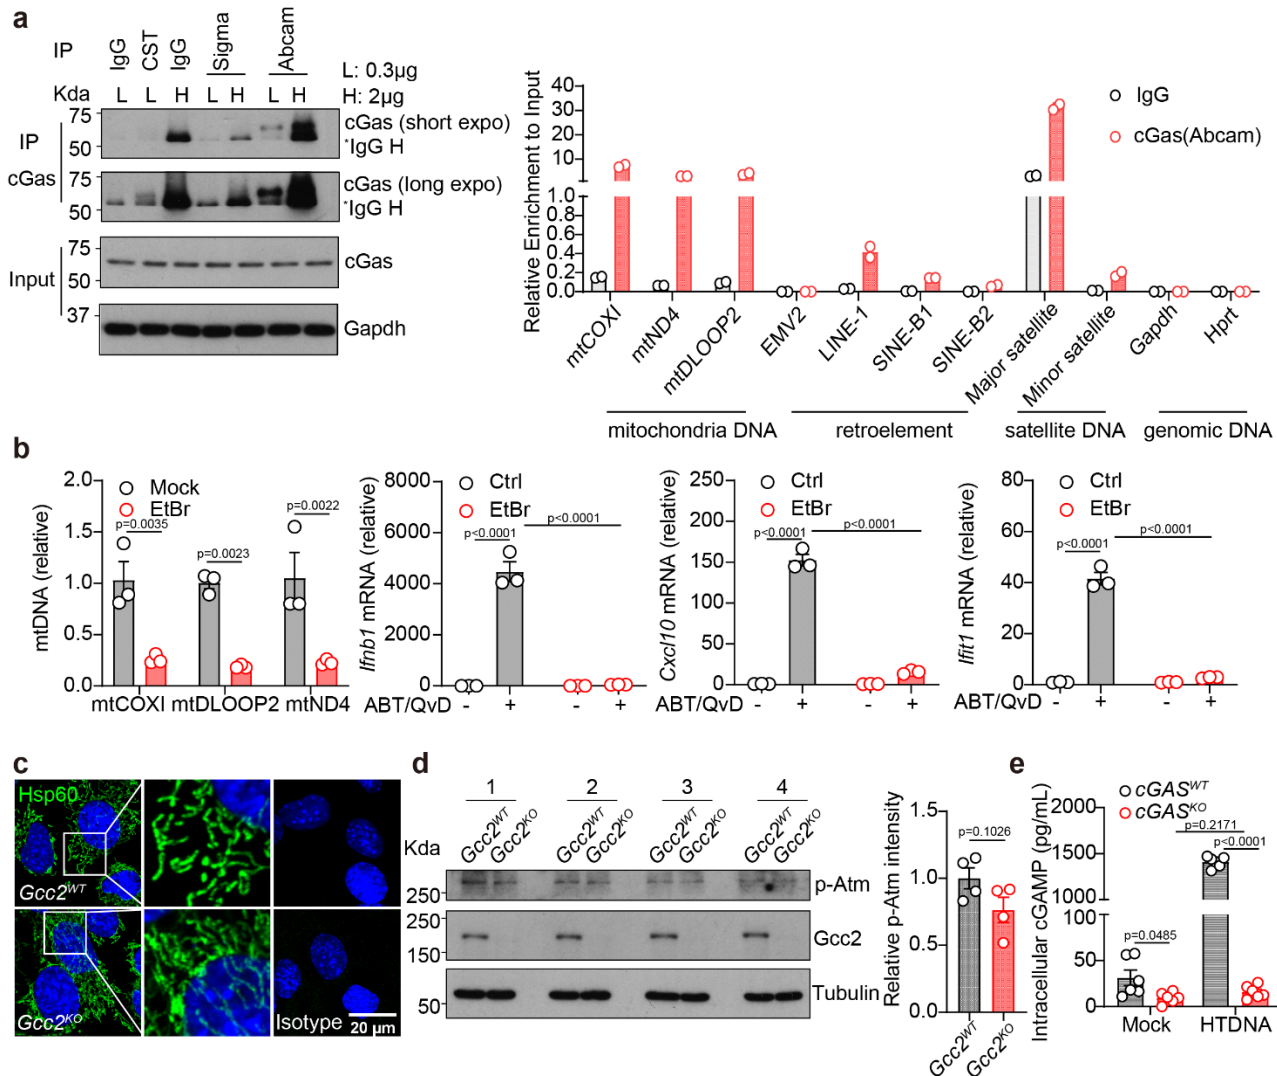 a
IP
IgG
CST
IgG
Sigma
Abcam
L: 0.3µg
H: 2µg
Kda
L L H L H L H
IP
cGas
75
50
cGas (short expo)
*IgG H
75
50
cGas (long expo)
*IgG H
Input
75
50
cGas
37
Gapdh
Relative Enrichment to Input
40
30
20
10
1.0
0.8
0.6
0.4
0.2
0.0
IgG
cGas(Abcam)
mtCOXI
mtND4
mtDLOOP2
EMV2
LINE-1
SINE-B1
SINE-B2
Major satellite
Minor satellite
Gapdh
Hprt
mitochondria DNA
retroelement
satellite DNA
genomic DNA
b
mtDNA (relative)
2.0
1.5
1.0
0.5
0.0
Mock
EtBr
p=0.0035
p=0.0023
p=0.0022
mtCOXI mtDLOOP2 mtND4
Ifnb1 mRNA (relative)
8000
6000
4000
2000
0
Ctrl
EtBr
p<0.0001
p<0.0001
ABT/QvD - + - +
Cxcl10 mRNA (relative)
250
200
150
100
50
0
Ctrl
EtBr
p<0.0001
p<0.0001
ABT/QvD - + - +
Ifit1 mRNA (relative)
80
60
40
20
0
Ctrl
EtBr
p<0.0001
p<0.0001
ABT/QvD - + - +
c
Hsp60
Gcc2WT
Gcc2KO
Isotype
20 µm
d
1 2 3 4
Gcc2WT Gcc2KO Gcc2WT Gcc2KO Gcc2WT Gcc2KO Gcc2WT Gcc2KO
Kda
250
p-Atm
250
150
Gcc2
50
Tubulin
Relative p-Atm intensity
1.5
1.0
0.5
0.0
p=0.1026
Gcc2WT
Gcc2KO
e
Intracellular cGAMP (pg/mL)
2000
1500
1000
100
50
0
cGASWT
cGASKO
p=0.2171
p<0.0001
p=0.0485
Mock
HTDNA